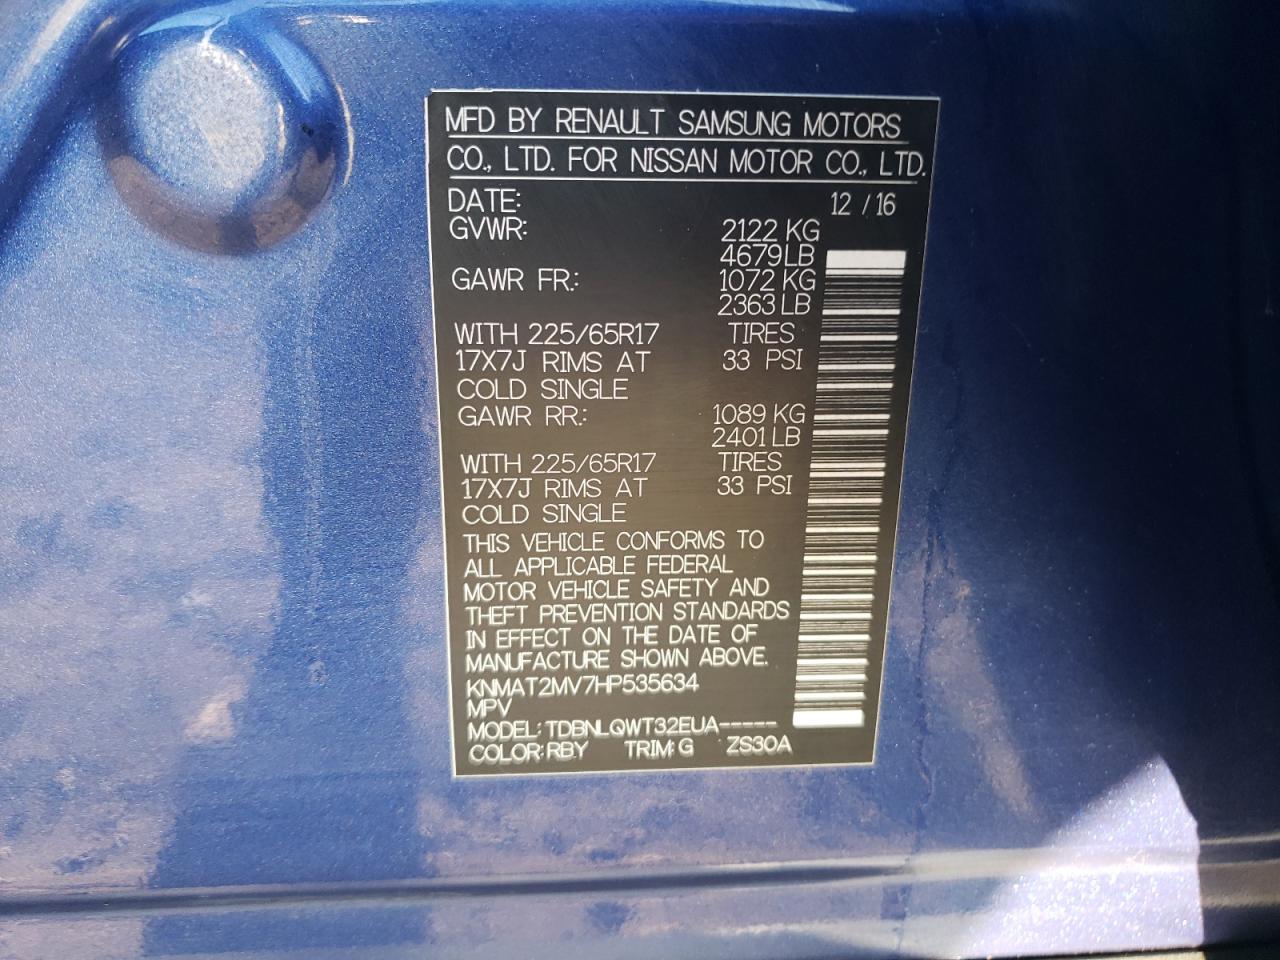 MFD BY RENAULT SAMSUNG MOTORS
CO., LTD. FOR NISSAN MOTOR CO., LTD.
DATE: 12 / 16
GVWR: 2122 KG
4679 LB
GAWR FR.: 1072 KG
2363 LB
WITH 225/65R17 TIRES
17X7J RIMS AT 33 PSI
COLD SINGLE
GAWR RR.: 1089 KG
2401 LB
WITH 225/65R17 TIRES
17X7J RIMS AT 33 PSI
COLD SINGLE
THIS VEHICLE CONFORMS TO
ALL APPLICABLE FEDERAL
MOTOR VEHICLE SAFETY AND
THEFT PREVENTION STANDARDS
IN EFFECT ON THE DATE OF
MANUFACTURE SHOWN ABOVE.
KNMAT2MV7HP535634
MPV
MODEL: TDBNLQWT32EUA-----
COLOR: RBY TRIM: G ZS30A